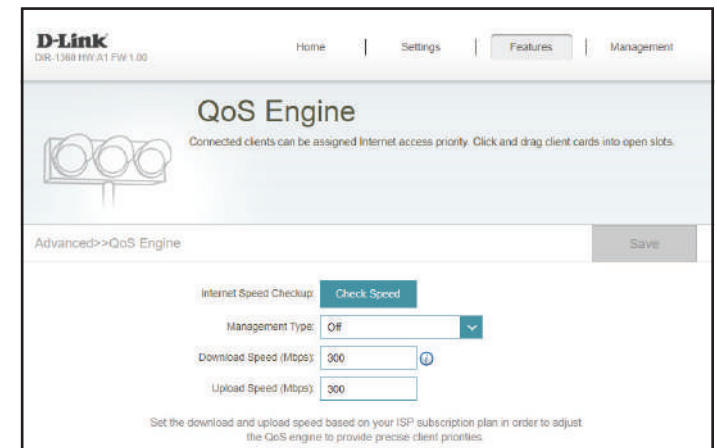 D-Link
DIR-1360 HW:A1 FW:1.00
Home | Settings | Features | Management
QoS Engine
Connected clients can be assigned Internet access priority. Click and drag client cards into open slots.
Advanced>>QoS Engine
Save
Internet Speed Checkup: Check Speed
Management Type: Off
Download Speed (Mbps): 300
Upload Speed (Mbps): 300
Set the download and upload speed based on your ISP subscription plan in order to adjust
the QoS engine to provide precise client priorities.